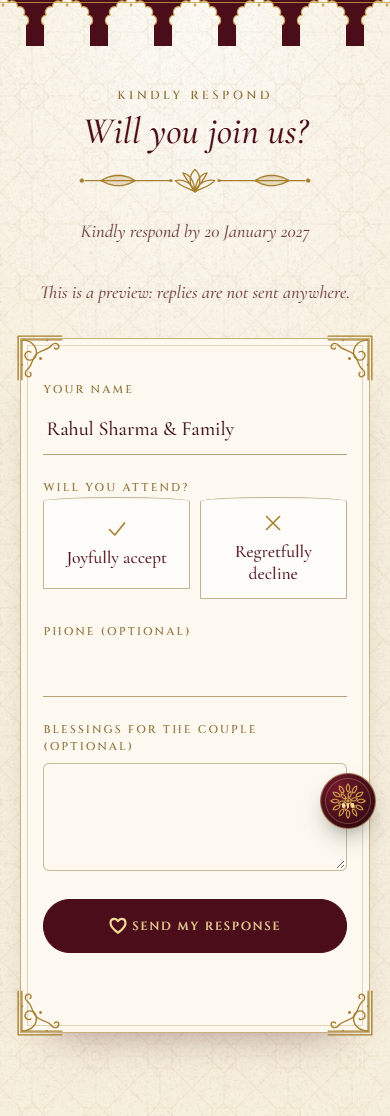 KINDLY RESPOND
Will you join us?
Kindly respond by 20 January 2027
This is a preview: replies are not sent anywhere.
YOUR NAME
Rahul Sharma & Family
WILL YOU ATTEND?
Joyfully accept
Regretfully
decline
PHONE (OPTIONAL)
BLESSINGS FOR THE COUPLE
(OPTIONAL)
SEND MY RESPONSE